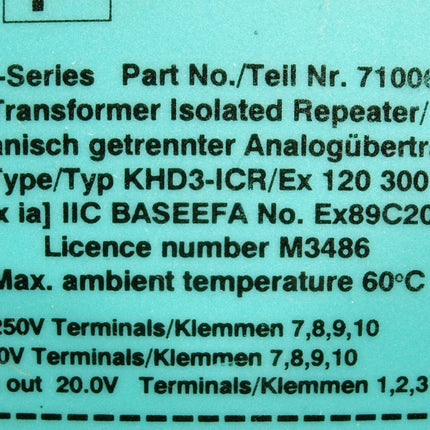 -Series Part No./Teil Nr. 71006
Transformer Isolated Repeater/
anisch getrennter Analogübertra
Type/Typ KHD3-ICR/Ex 120 300
x ia] IIC BASEEFA No. Ex89C20
Licence number M3486
Max. ambient temperature 60°C
250V Terminals/Klemmen 7,8,9,10
0V Terminals/Klemmen 7,8,9,10
out 20.0V Terminals/Klemmen 1,2,3